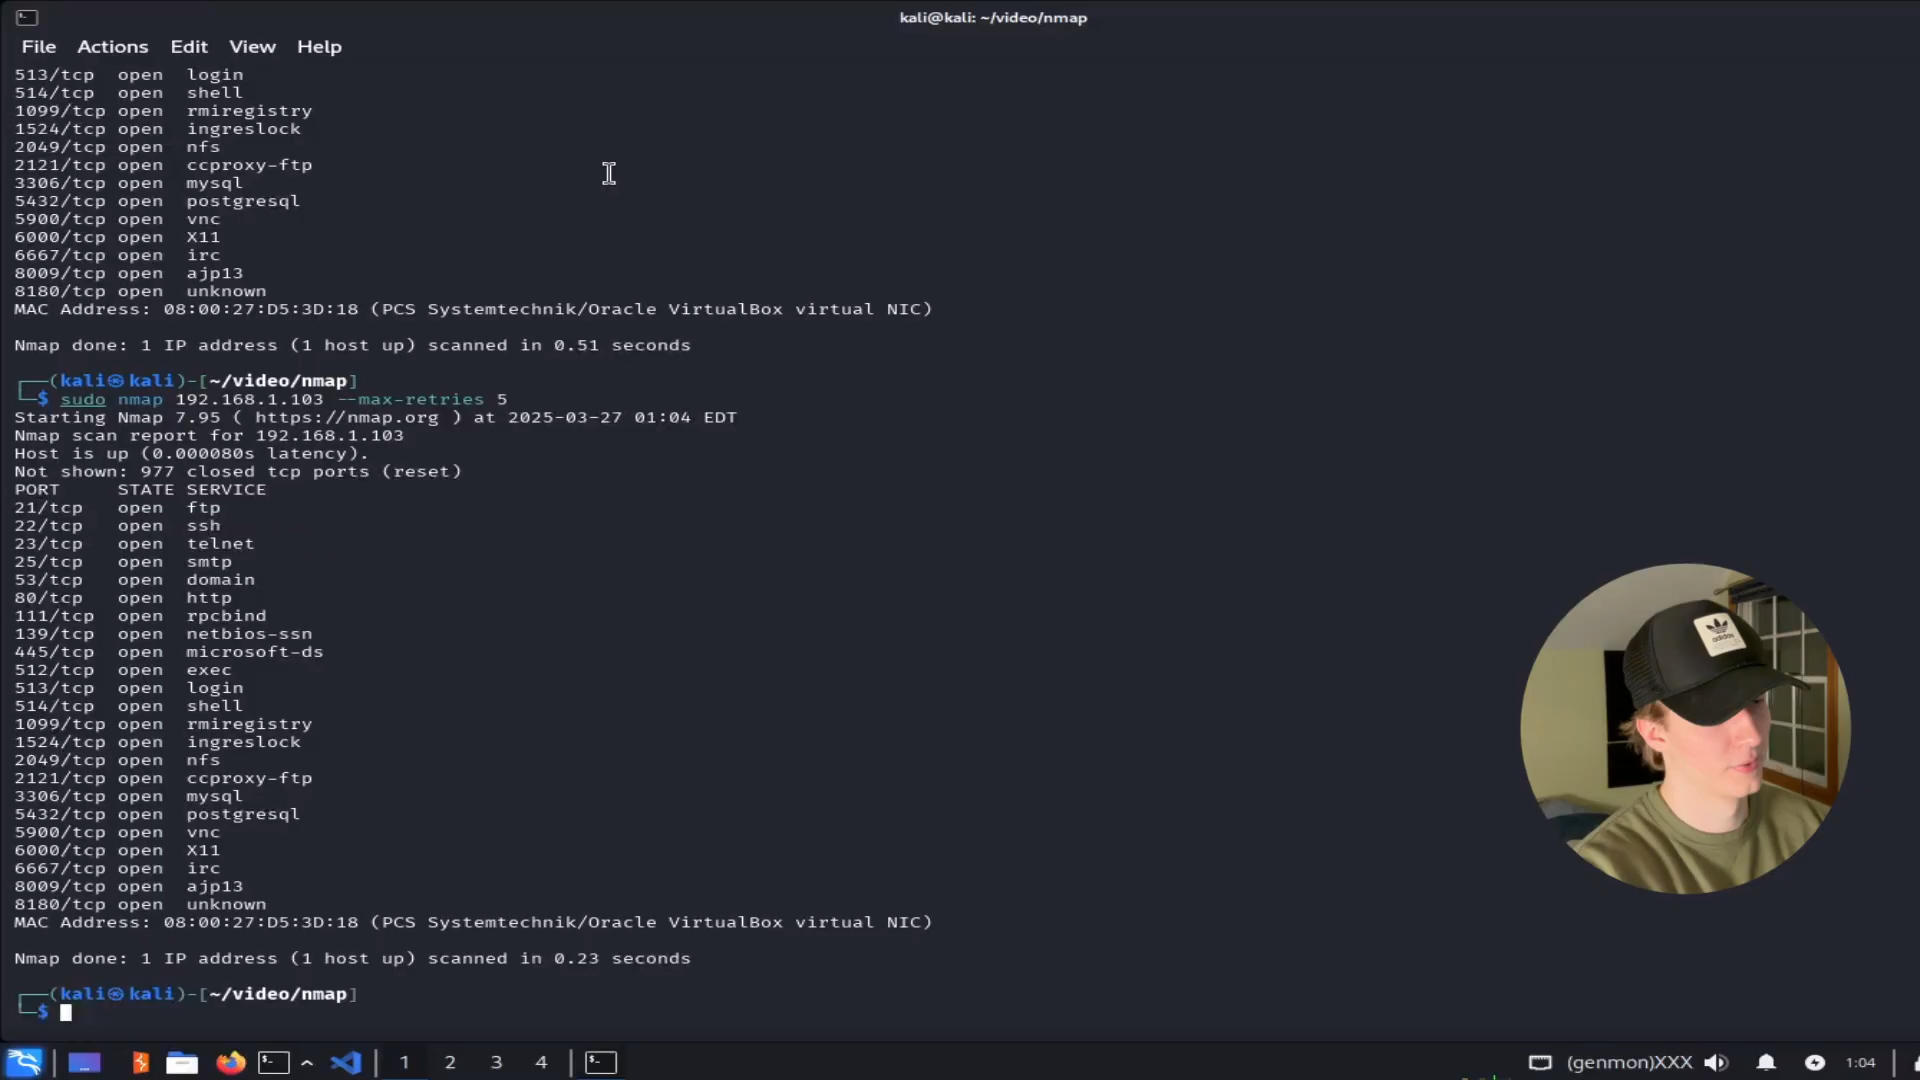 kali@kali: ~/video/nmap
File Actions Edit View Help
513/tcp open login
514/tcp open shell
1099/tcp open rmiregistry
1524/tcp open ingreslock
2049/tcp open nfs
2121/tcp open ccproxy-ftp
3306/tcp open mysql
5432/tcp open postgresql
5900/tcp open vnc
6000/tcp open X11
6667/tcp open irc
8009/tcp open ajp13
8180/tcp open unknown
MAC Address: 08:00:27:D5:3D:18 (PCS Systemtechnik/Oracle VirtualBox virtual NIC)
Nmap done: 1 IP address (1 host up) scanned in 0.51 seconds
┌──(kali㉿kali)-[~/video/nmap]
└─$ sudo nmap 192.168.1.103 --max-retries 5
Starting Nmap 7.95 ( https://nmap.org ) at 2025-03-27 01:04 EDT
Nmap scan report for 192.168.1.103
Host is up (0.000080s latency).
Not shown: 977 closed tcp ports (reset)
PORT STATE SERVICE
21/tcp open ftp
22/tcp open ssh
23/tcp open telnet
25/tcp open smtp
53/tcp open domain
80/tcp open http
111/tcp open rpcbind
139/tcp open netbios-ssn
445/tcp open microsoft-ds
512/tcp open exec
513/tcp open login
514/tcp open shell
1099/tcp open rmiregistry
1524/tcp open ingreslock
2049/tcp open nfs
2121/tcp open ccproxy-ftp
3306/tcp open mysql
5432/tcp open postgresql
5900/tcp open vnc
6000/tcp open X11
6667/tcp open irc
8009/tcp open ajp13
8180/tcp open unknown
MAC Address: 08:00:27:D5:3D:18 (PCS Systemtechnik/Oracle VirtualBox virtual NIC)
Nmap done: 1 IP address (1 host up) scanned in 0.23 seconds
┌──(kali㉿kali)-[~/video/nmap]
└─$
adidas
1 2 3 4 (genmon)XXX 1:04